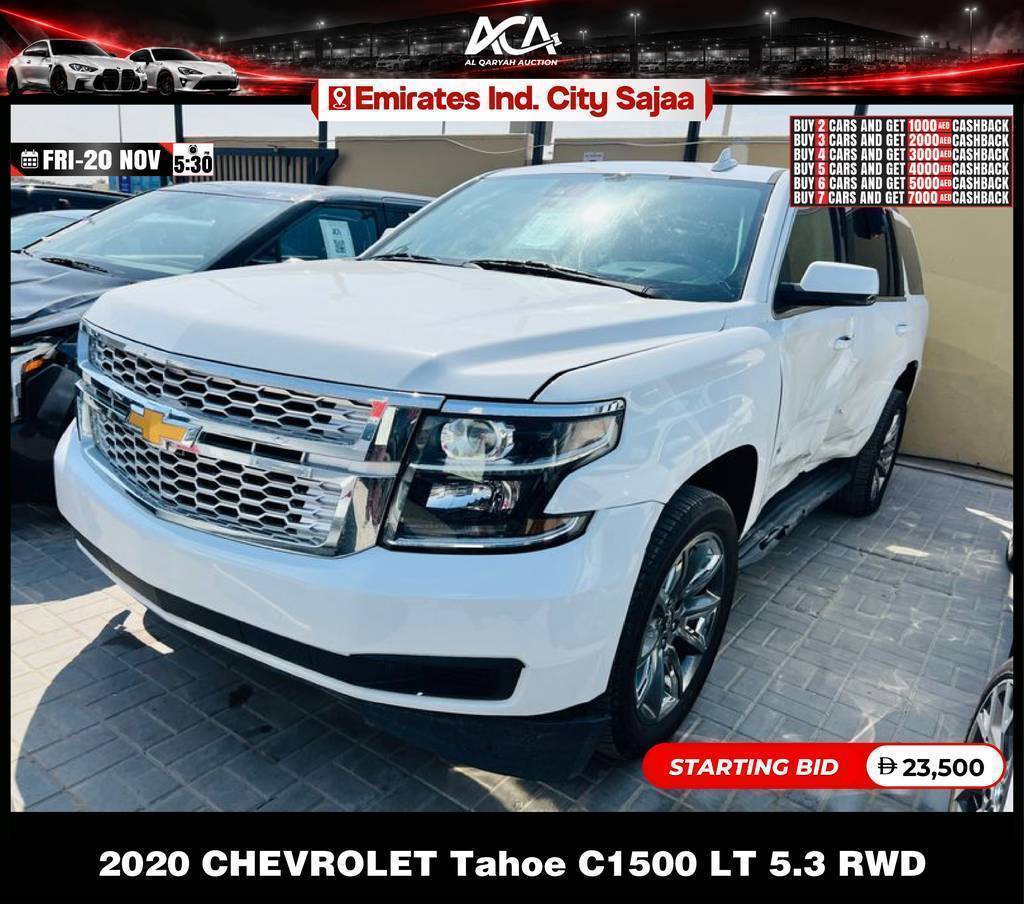 ACA
AL QARYAH AUCTION
Emirates Ind. City Sajaa
FRI-20 NOV 5:30
BUY 2 CARS AND GET 1000 AED CASHBACK
BUY 3 CARS AND GET 2000 AED CASHBACK
BUY 4 CARS AND GET 3000 AED CASHBACK
BUY 5 CARS AND GET 4000 AED CASHBACK
BUY 6 CARS AND GET 5000 AED CASHBACK
BUY 7 CARS AND GET 7000 AED CASHBACK
STARTING BID 23,500
2020 CHEVROLET Tahoe C1500 LT 5.3 RWD